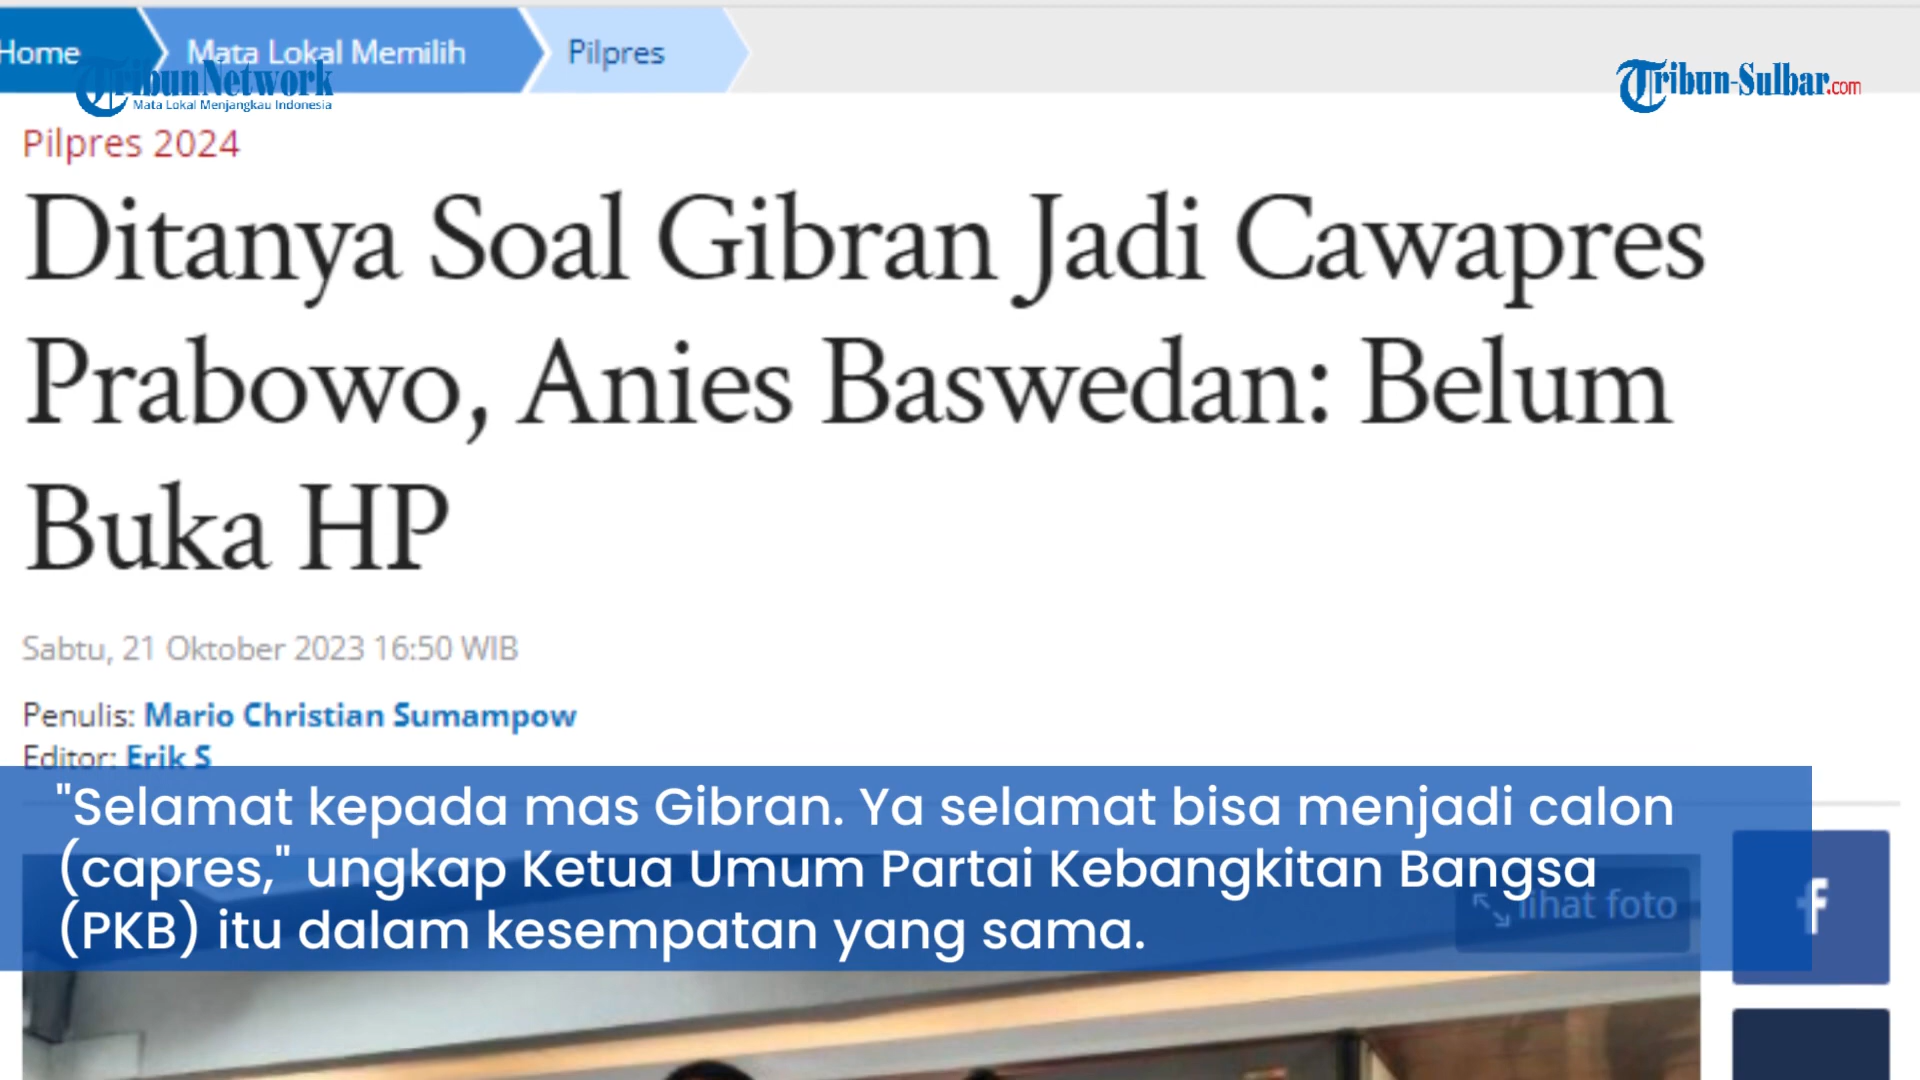 Home Mata Lokal Memilih Pilpres
TribunNetwork
Mata Lokal Menjangkau Indonesia
Tribun-Sulbar.com
Pilpres 2024
Ditanya Soal Gibran Jadi Cawapres
Prabowo, Anies Baswedan: Belum
Buka HP
Sabtu, 21 Oktober 2023 16:50 WIB
Penulis: Mario Christian Sumampow
Editor: Erik S
"Selamat kepada mas Gibran. Ya selamat bisa menjadi calon
(capres," ungkap Ketua Umum Partai Kebangkitan Bangsa
(PKB) itu dalam kesempatan yang sama.
lihat foto
f